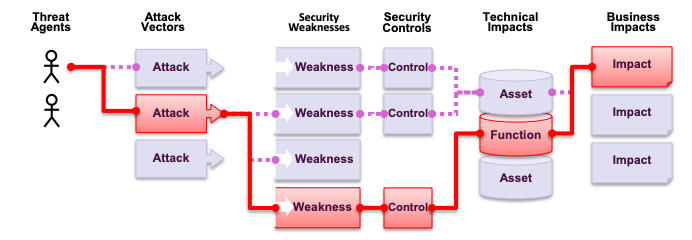 Threat
Agents
Attack
Vectors
Security
Weaknesses
Security
Controls
Technical
Impacts
Business
Impacts
Attack
Weakness
Control
Impact
Asset
Attack
Weakness
Control
Impact
Function
Attack
Weakness
Impact
Asset
Weakness
Control